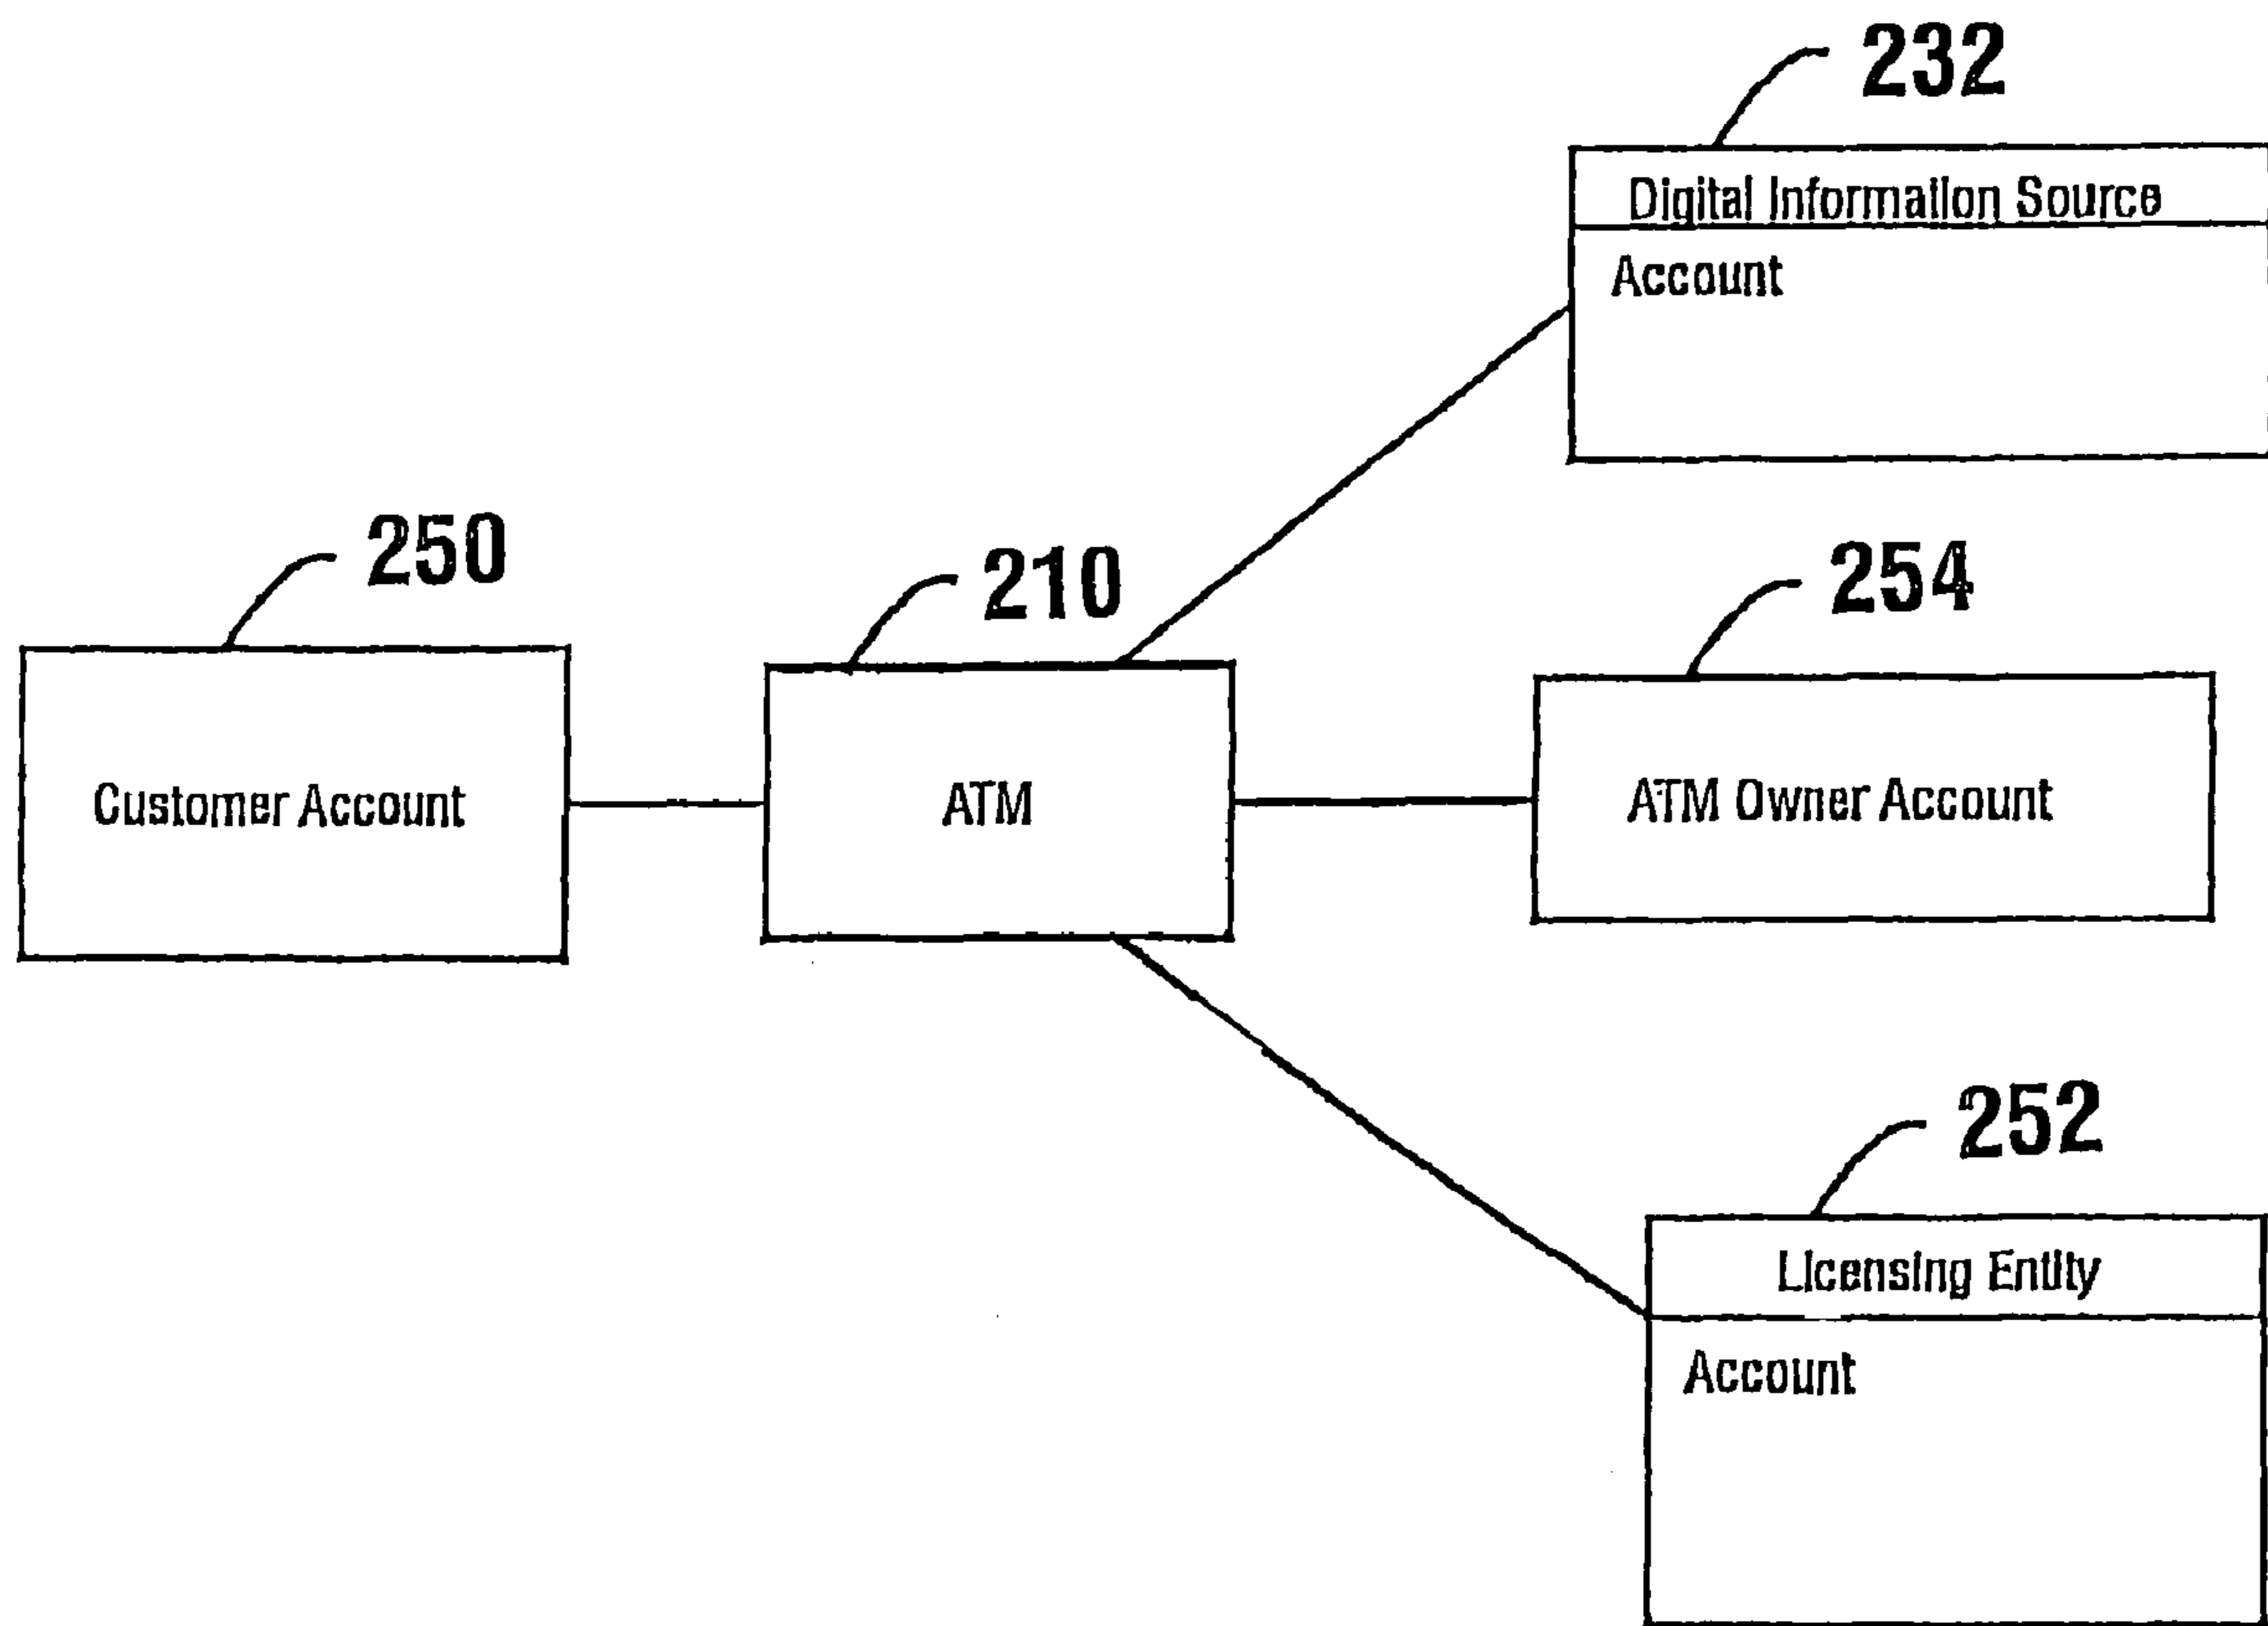 232
Digital Information Source
Account
250
210
254
Customer Account
ATM
ATM Owner Account
252
Licensing Entity
Account